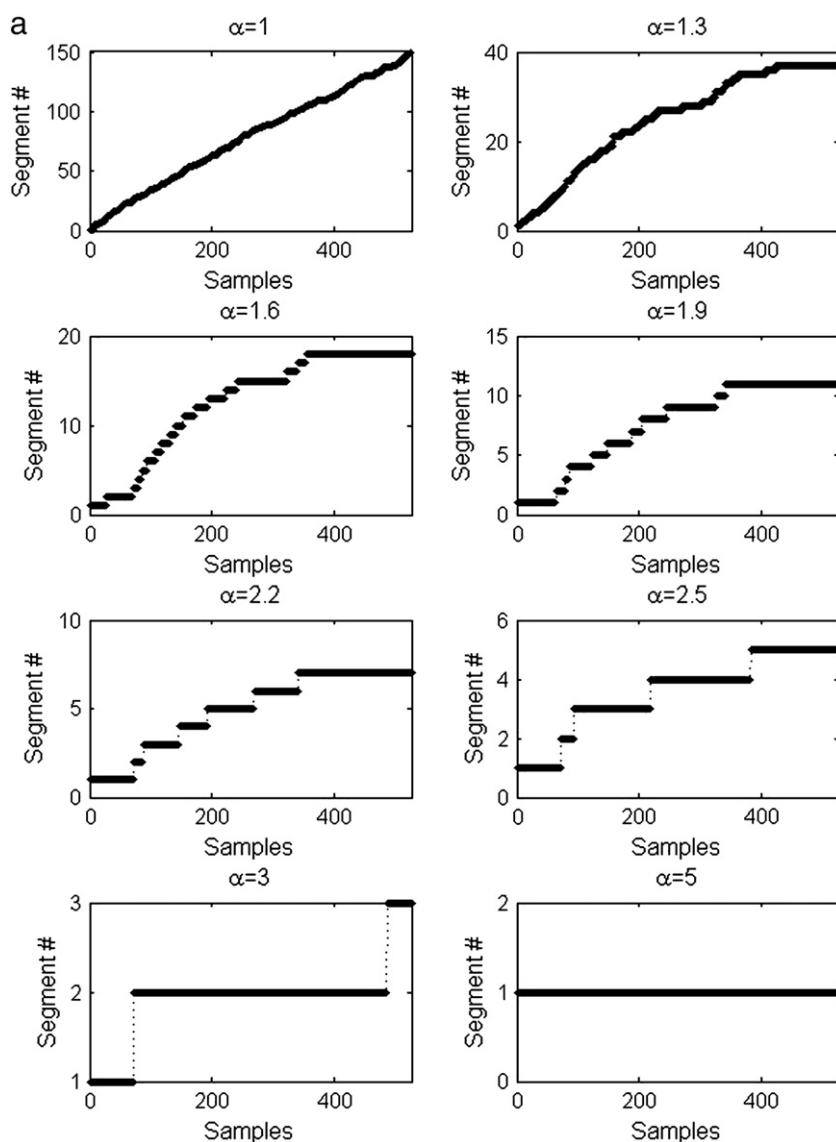 a
α=1
150
100
50
0
Segment #
0 200 400
Samples
α=1.3
40
20
0
Segment #
0 200 400
Samples
α=1.6
20
10
0
Segment #
0 200 400
Samples
α=1.9
15
10
5
0
Segment #
0 200 400
Samples
α=2.2
10
5
0
Segment #
0 200 400
Samples
α=2.5
6
4
2
0
Segment #
0 200 400
Samples
α=3
3
2
1
Segment #
0 200 400
Samples
α=5
2
1
0
Segment #
0 200 400
Samples